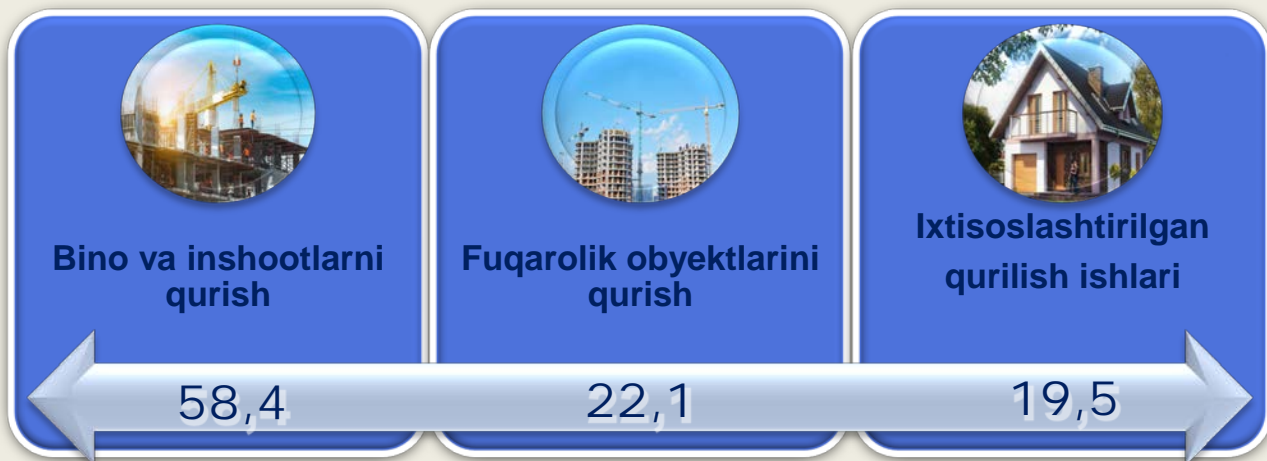 Bino va inshootlarni
qurish
Fuqarolik obyektlarini
qurish
Ixtisoslashtirilgan
qurilish ishlari
58,4
22,1
19,5